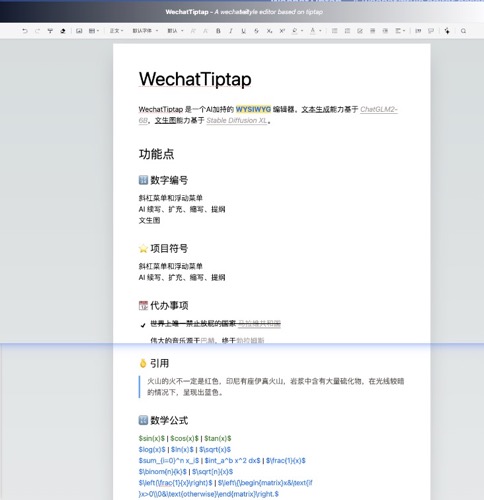 WechatTiptap - A wechat style editor based on tiptap
正文 默认字体 默认
WechatTiptap
WechatTiptap 是一个AI加持的 WYSIWYG 编辑器，文本生成能力基于 ChatGLM2-
6B，文生图能力基于 Stable Diffusion XL。
功能点
数字编号
斜杠菜单和浮动菜单
AI 续写、扩充、缩写、提纲
文生图
项目符号
斜杠菜单和浮动菜单
AI 续写、扩充、缩写、提纲
代办事项
世界上唯一禁止放屁的国家 马拉维共和国
伟大的音乐源于巴赫，终于勃拉姆斯
引用
火山的火不一定是红色，印尼有座伊真火山，岩浆中含有大量硫化物，在光线较暗
的情况下，呈现出蓝色。
数学公式
$sin(x)$ | $cos(x)$ | $tan(x)$
$log(x)$ | $ln(x)$ | $\sqrt{x}$
$sum_{i=0}^n x_i$ | $int_a^b x^2 dx$ | $\frac{1}{x}$
$\binom{n}{k}$ | $\sqrt[n]{x}$
$\left(\frac{1}{x}\right)$ | $\left\{\begin{matrix}x&\text{if
}x>0\\0&\text{otherwise}\end{matrix}\right.$